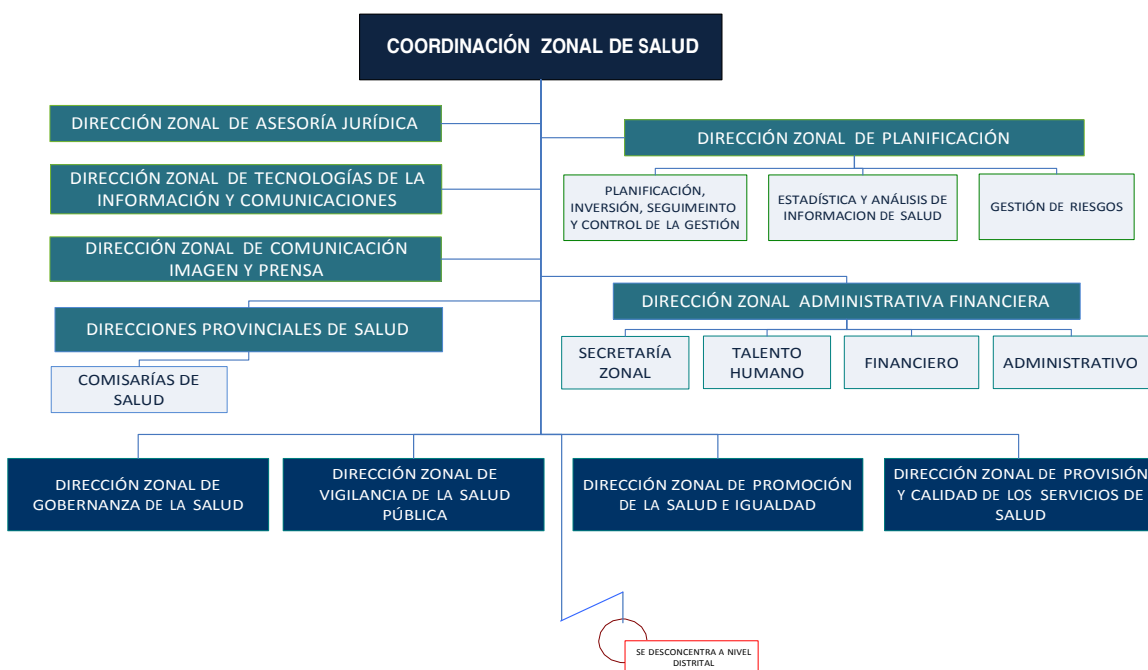 COORDINACIÓN ZONAL DE SALUD
DIRECCIÓN ZONAL DE ASESORÍA JURÍDICA
DIRECCIÓN ZONAL DE TECNOLOGÍAS DE LA
INFORMACIÓN Y COMUNICACIONES
DIRECCIÓN ZONAL DE COMUNICACIÓN
IMAGEN Y PRENSA
DIRECCIONES PROVINCIALES DE SALUD
COMISARÍAS DE
SALUD
DIRECCIÓN ZONAL DE PLANIFICACIÓN
PLANIFICACIÓN,
INVERSIÓN, SEGUIMEINTO
Y CONTROL DE LA GESTIÓN
ESTADÍSTICA Y ANÁLISIS DE
INFORMACION DE SALUD
GESTIÓN DE RIESGOS
DIRECCIÓN ZONAL ADMINISTRATIVA FINANCIERA
SECRETARÍA
ZONAL
TALENTO
HUMANO
FINANCIERO
ADMINISTRATIVO
DIRECCIÓN ZONAL DE
GOBERNANZA DE LA SALUD
DIRECCIÓN ZONAL DE
VIGILANCIA DE LA SALUD
PÚBLICA
DIRECCIÓN ZONAL DE PROMOCIÓN
DE LA SALUD E IGUALDAD
DIRECCIÓN ZONAL DE PROVISIÓN
Y CALIDAD DE LOS SERVICIOS DE
SALUD
SE DESCONCENTRA A NIVEL
DISTRITAL